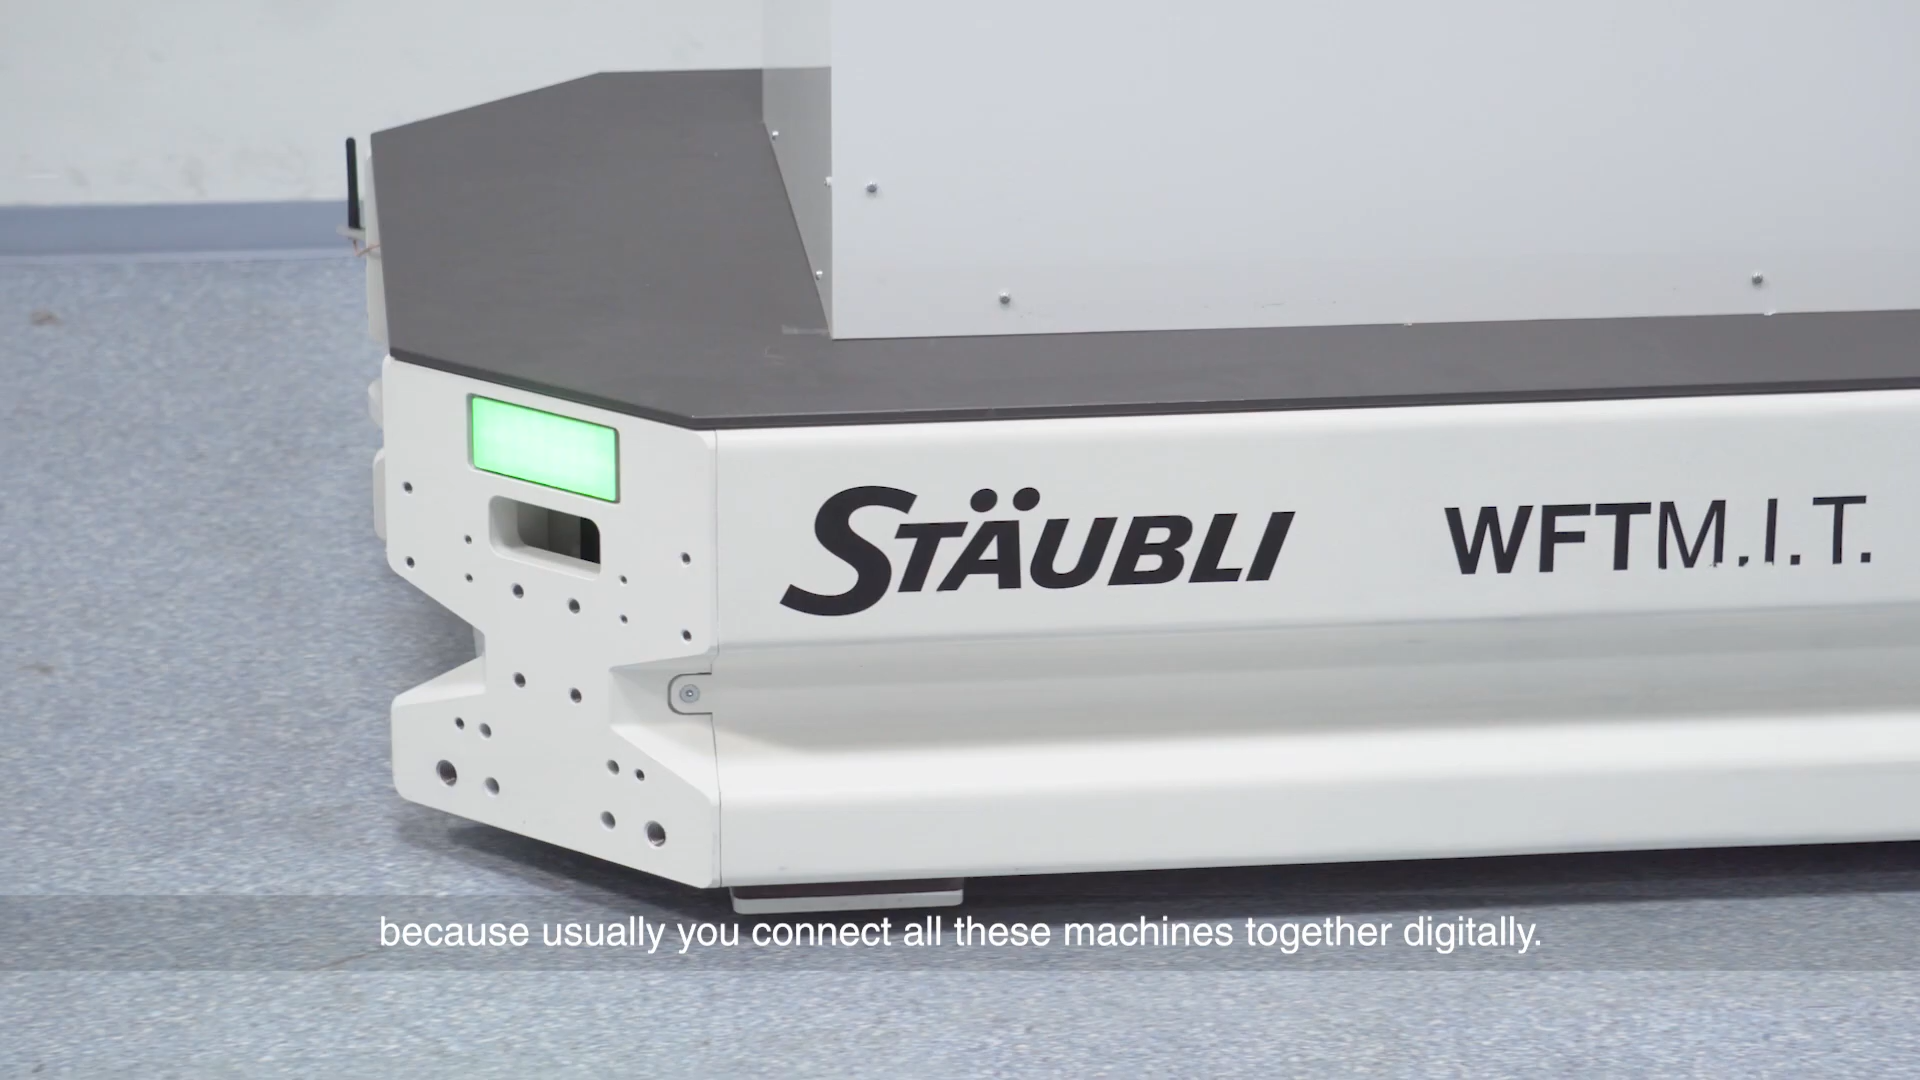 STÄUBLI WFTM.I.T.
because usually you connect all these machines together digitally.